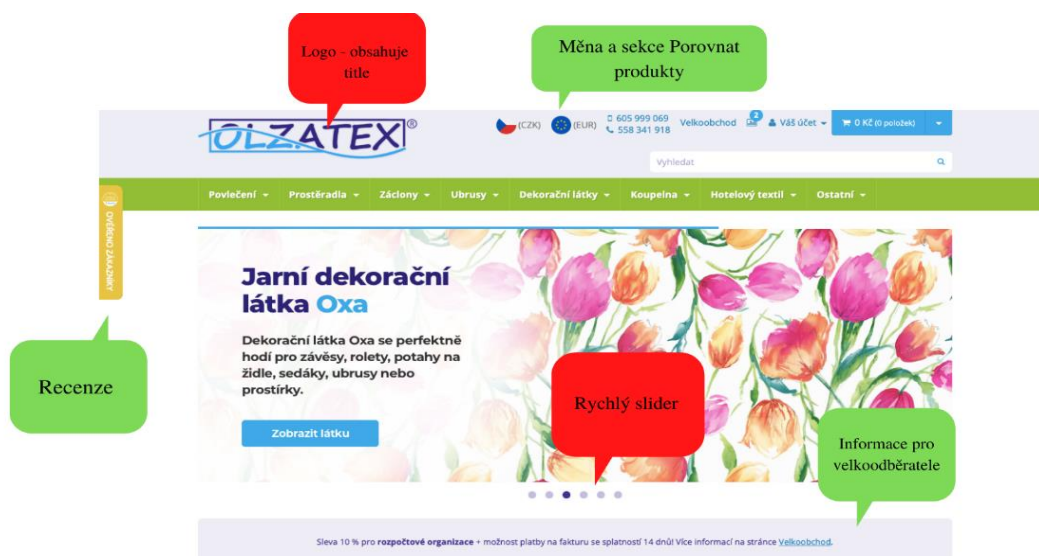 Logo - obsahuje
title
Měna a sekce Porovnat
produkty
OLZATEX®
(CZK) (EUR) 605 999 069
558 341 918
Velkoobchod 2 Váš účet 0 Kč (0 položek)
Vyhledat
Povlečení Prostěradla Záclony Ubrusy Dekorační látky Koupelna Hotelový textil Ostatní
OVĚŘENO ZÁKAZNÍKY
Jarní dekorační
látka Oxa
Dekorační látka Oxa se perfektně
hodí pro závěsy, rolety, potahy na
židle, sedáky, ubrusy nebo
prostírky.
Zobrazit látku
Recenze
Rychlý slider
Informace pro
velkoodběratele
Sleva 10 % pro rozpočtové organizace + možnost platby na fakturu se splatností 14 dnů! Více informací na stránce Velkoobchod.